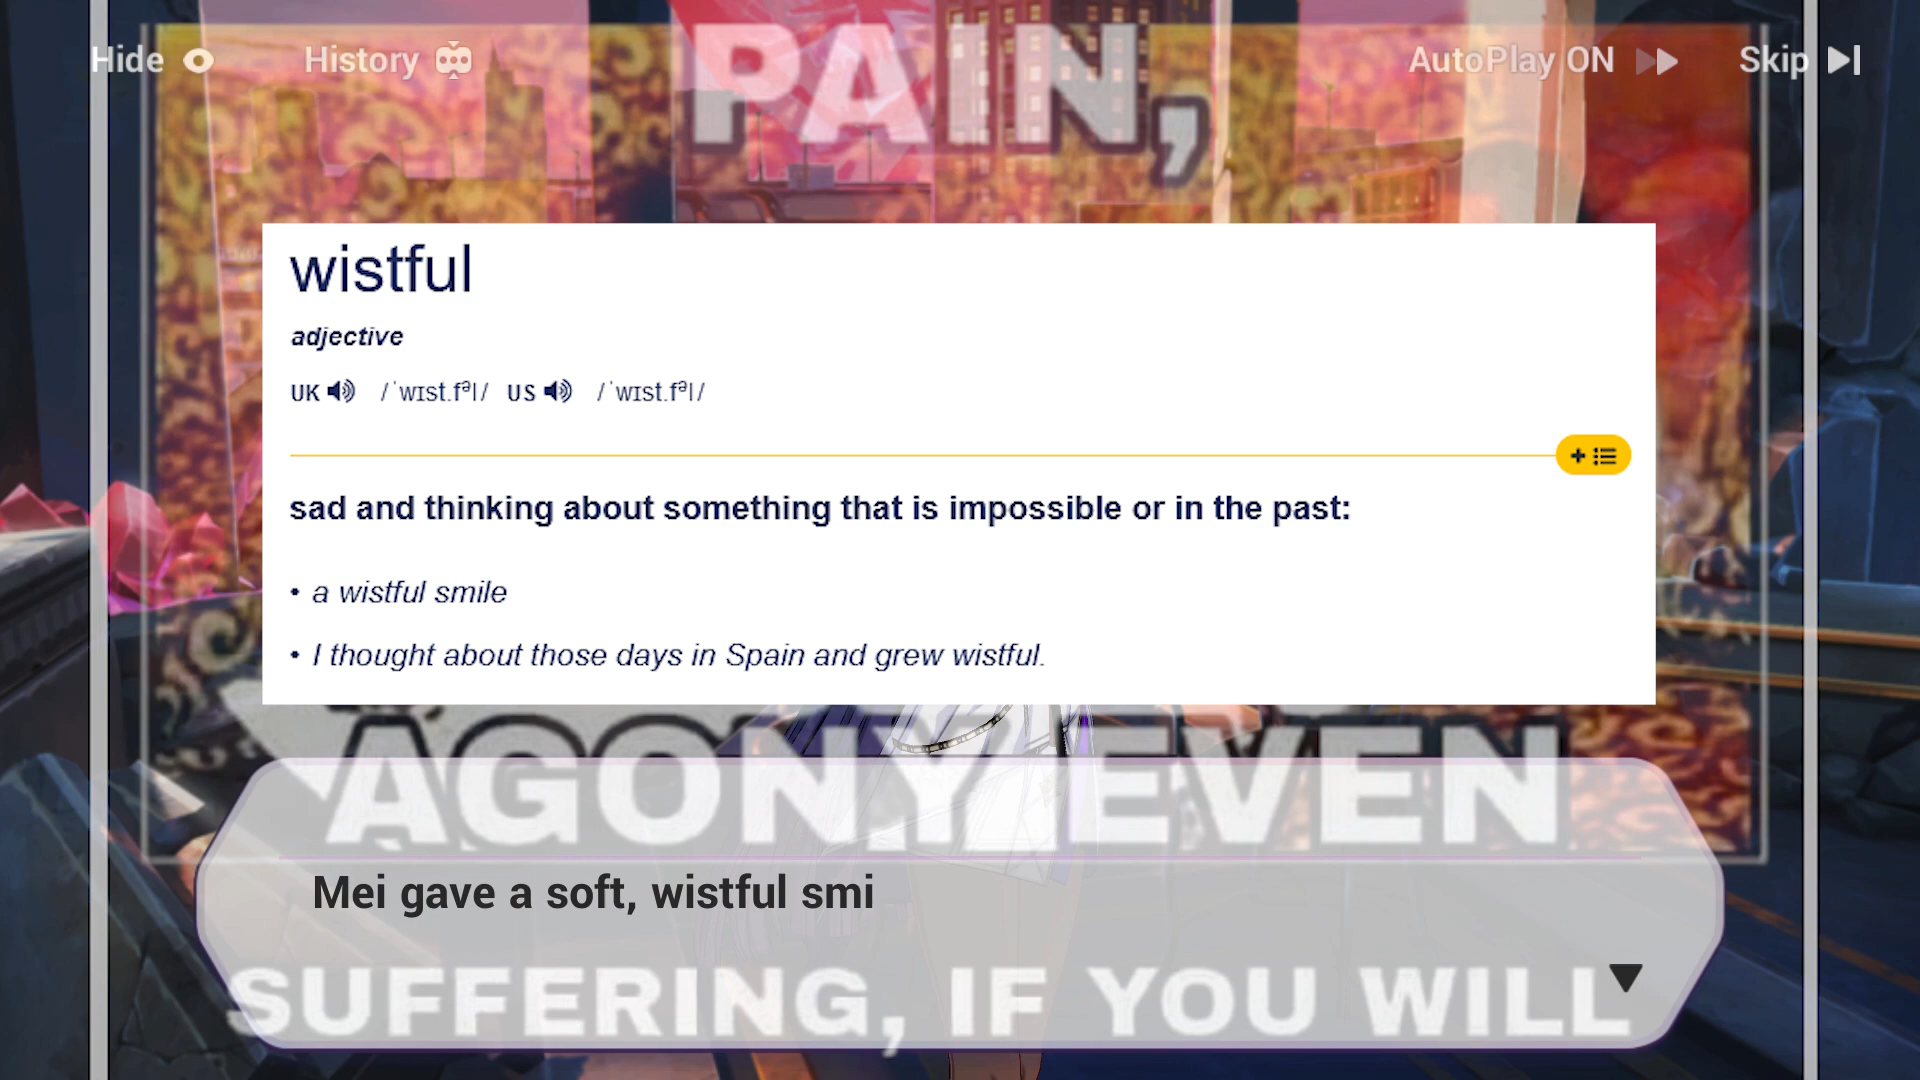 Hide
History
AutoPlay ON
Skip
PAIN,
wistful
adjective
UK /ˈwɪst.fᵊl/ US /ˈwɪst.fᵊl/
sad and thinking about something that is impossible or in the past:
• a wistful smile
• I thought about those days in Spain and grew wistful.
AGONY EVEN
Mei gave a soft, wistful smi
SUFFERING, IF YOU WILL